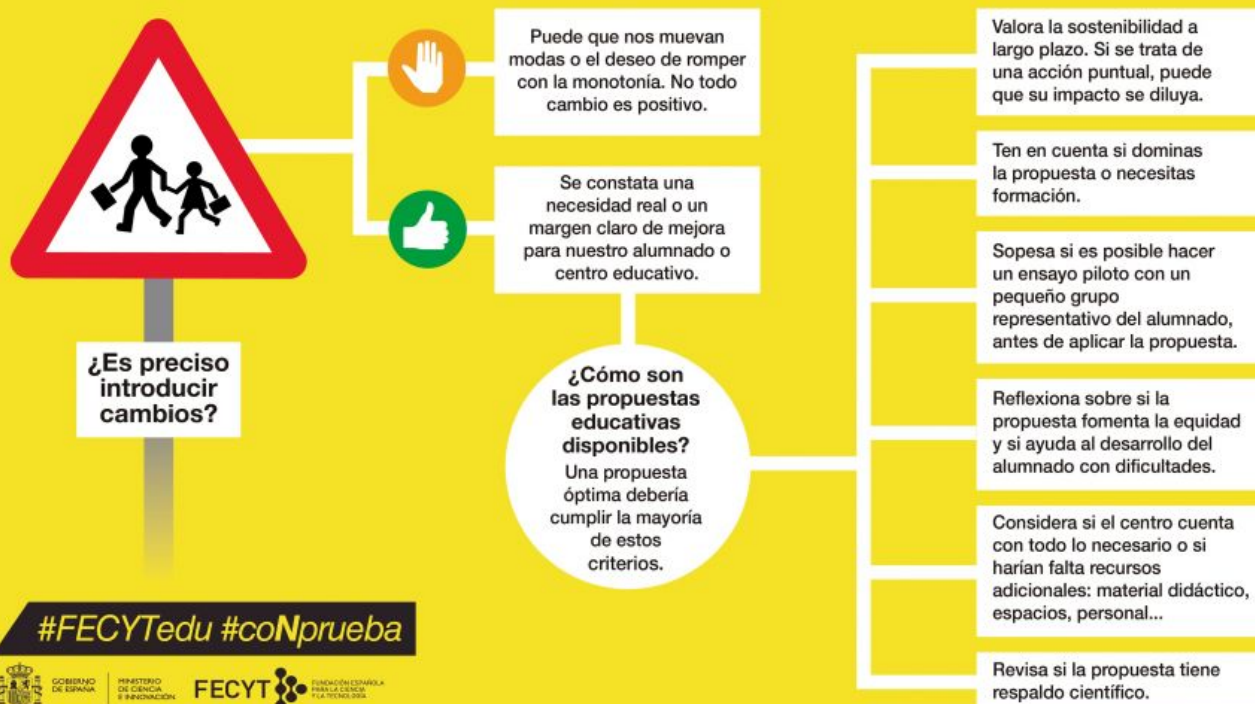 ¿Es preciso
introducir
cambios?
Puede que nos muevan
modas o el deseo de romper
con la monotonía. No todo
cambio es positivo.
Se constata una
necesidad real o un
margen claro de mejora
para nuestro alumnado o
centro educativo.
¿Cómo son
las propuestas
educativas
disponibles?
Una propuesta
óptima debería
cumplir la mayoría
de estos
criterios.
Valora la sostenibilidad a
largo plazo. Si se trata de
una acción puntual, puede
que su impacto se diluya.
Ten en cuenta si dominas
la propuesta o necesitas
formación.
Sopesa si es posible hacer
un ensayo piloto con un
pequeño grupo
representativo del alumnado,
antes de aplicar la propuesta.
Reflexiona sobre si la
propuesta fomenta la equidad
y si ayuda al desarrollo del
alumnado con dificultades.
Considera si el centro cuenta
con todo lo necesario o si
harían falta recursos
adicionales: material didáctico,
espacios, personal...
Revisa si la propuesta tiene
respaldo científico.
#FECYTedu #coNprueba
GOBIERNO
DE ESPAÑA
MINISTERIO
DE CIENCIA
E INNOVACIÓN
FECYT
FUNDACIÓN ESPAÑOLA
PARA LA CIENCIA
Y LA TECNOLOGÍA